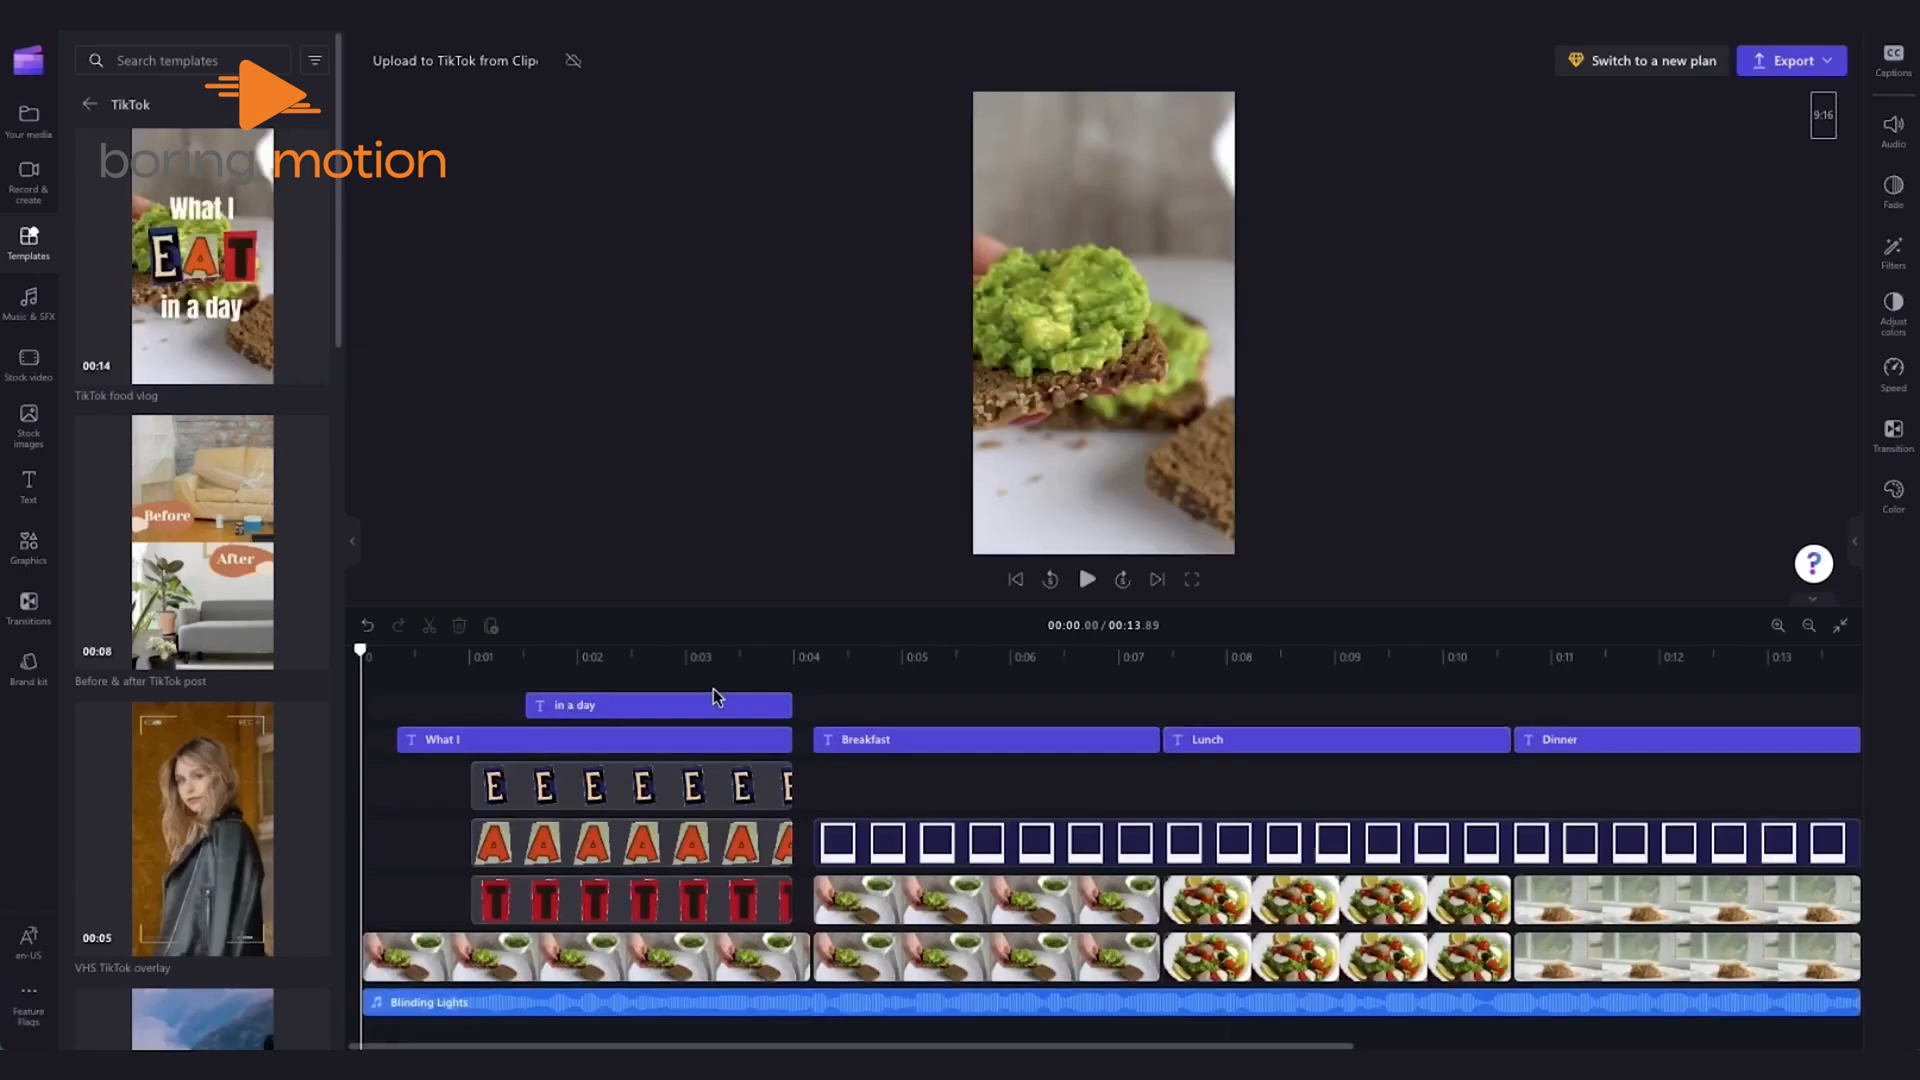 Search templates
Upload to TikTok from Clip
Switch to a new plan
Export
CC
Captions
TikTok
Your media
9:16
Audio
boring motion
Record &
create
What I
Fade
EAT
Templates
Filters
in a day
Music & SFX
Adjust
colors
00:14
Stock video
Speed
TikTok food vlog
Stock
images
Transition
Text
Color
Before
After
Graphics
?
Transitions
00:00.00 / 00:13.89
00:08
0 0:01 0:02 0:03 0:04 0:05 0:06 0:07 0:08 0:09 0:10 0:11 0:12 0:13
Brand kit
Before & after TikTok post
T in a day
T What I
T Breakfast
T Lunch
T Dinner
E E E E E E E
A A A A A A A
T T T T T T T
00:05
en-US
VHS TikTok overlay
Blinding Lights
Feature
Flags